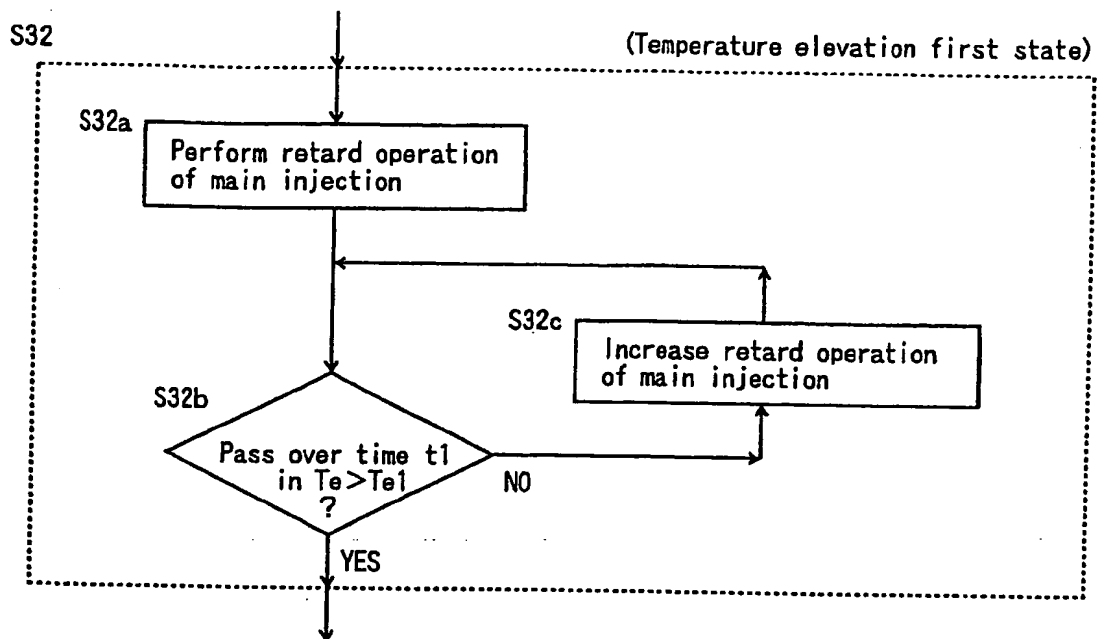 S32
(Temperature elevation first state)
S32a
Perform retard operation
of main injection
S32c
Increase retard operation
of main injection
S32b
Pass over time t1
in Te>Te1
?
NO
YES